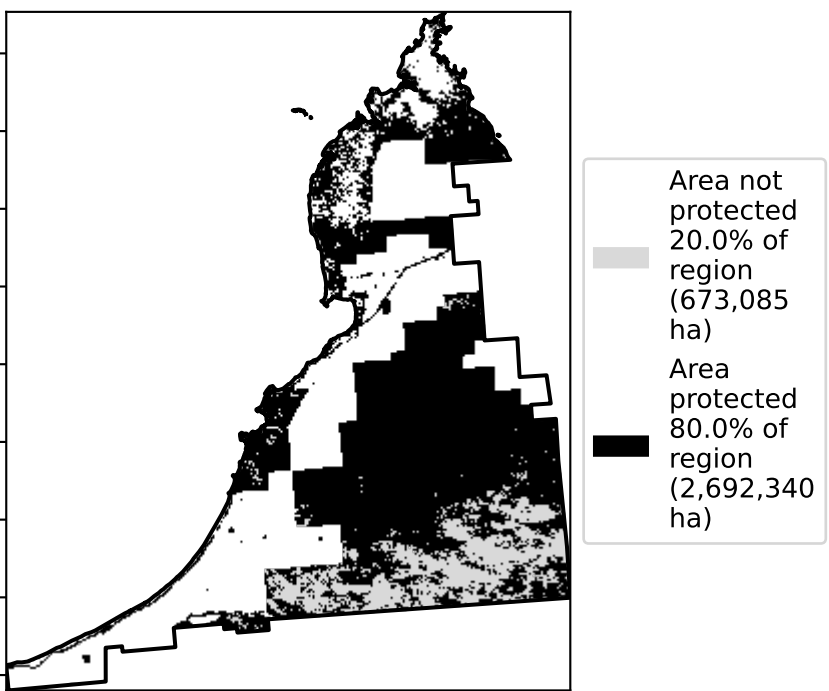 Area not
protected
20.0% of
region
(673,085
ha)
Area
protected
80.0% of
region
(2,692,340
ha)